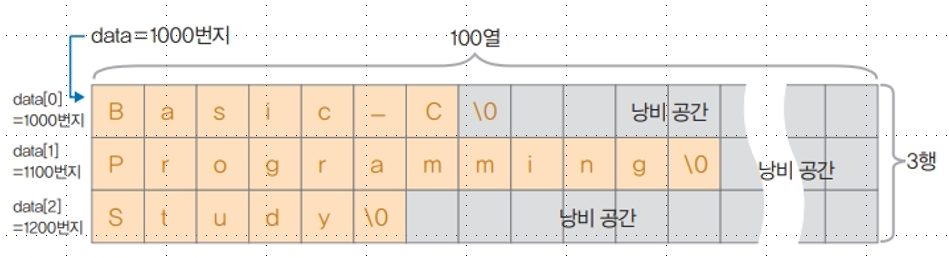 data=1000번지
100열
data[0]
=1000번지
B a s i c _ C \0 낭비 공간
data[1]
=1100번지
P r o g r a m m i n g \0 낭비 공간
3행
data[2]
=1200번지
S t u d y \0 낭비 공간